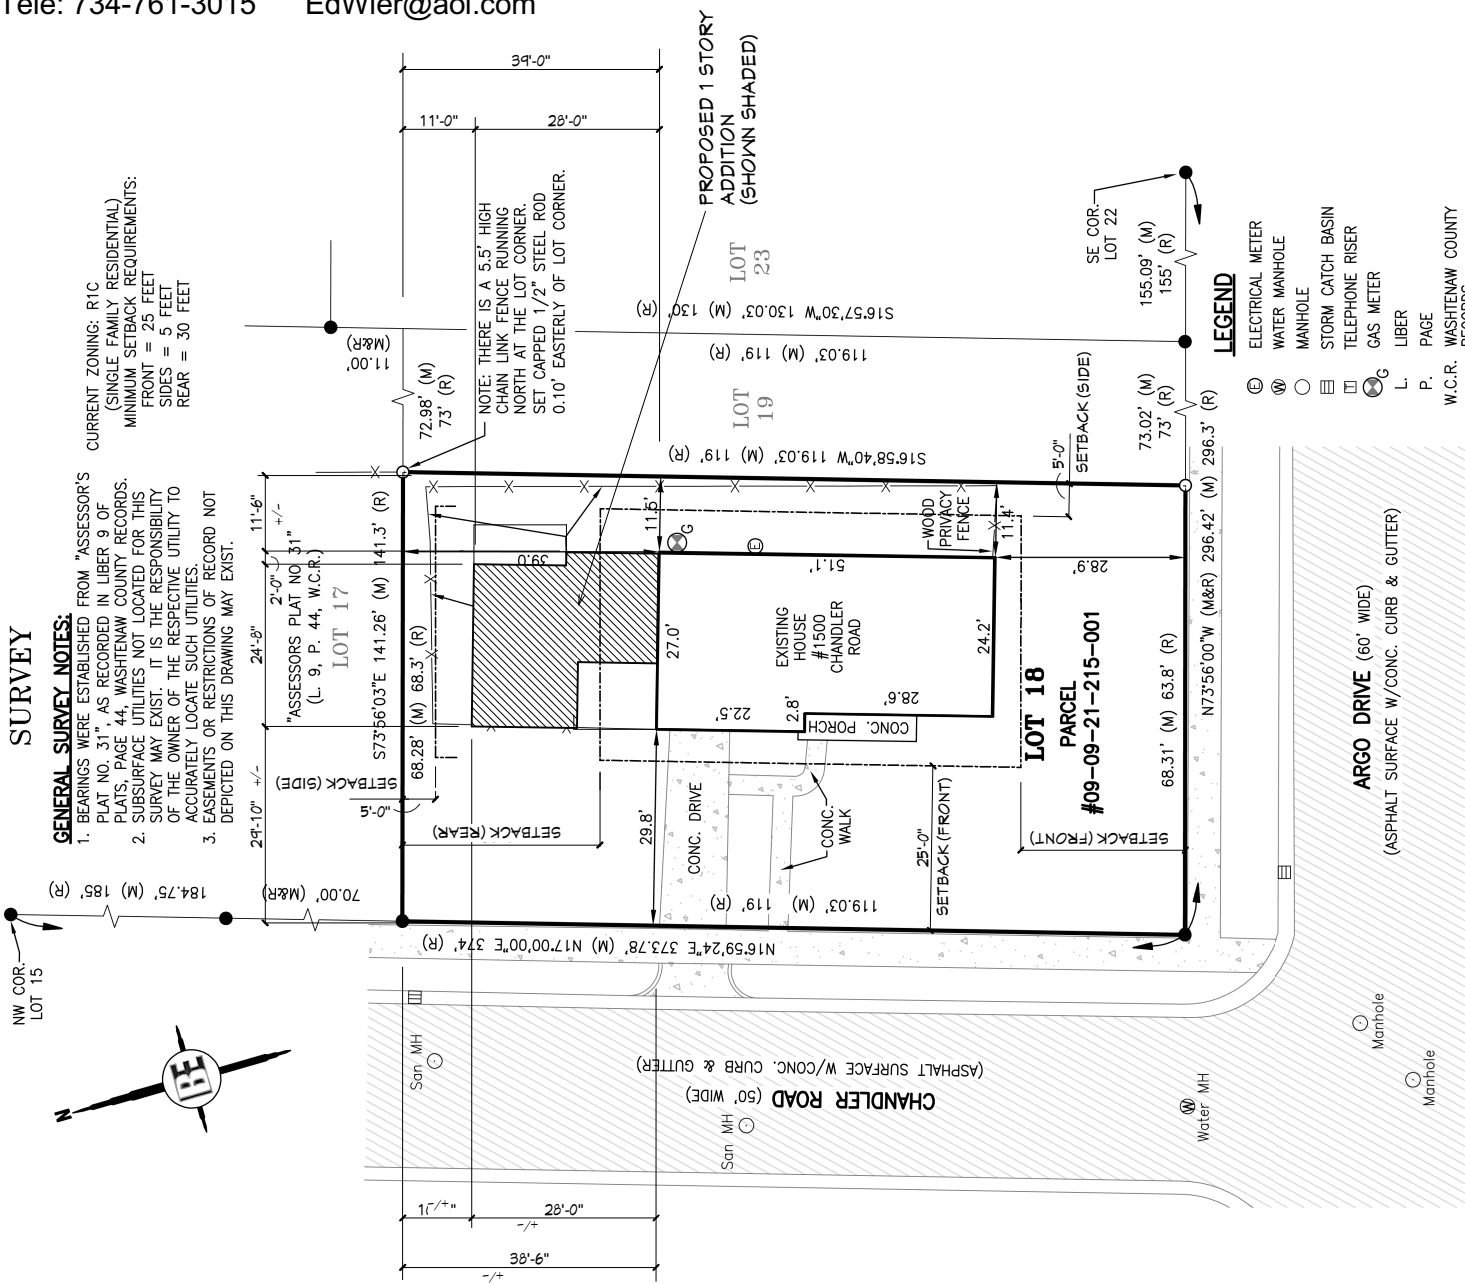 Tele: 734-761-3015 EdWier@aol.com
SURVEY
GENERAL SURVEY NOTES:
1. BEARINGS WERE ESTABLISHED FROM "ASSESSOR'S
PLAT NO. 31", AS RECORDED IN LIBER 9 OF
PLATS, PAGE 44, WASHTENAW COUNTY RECORDS.
2. SUBSURFACE UTILITIES NOT LOCATED FOR THIS
SURVEY MAY EXIST. IT IS THE RESPONSIBILITY
OF THE OWNER OF THE RESPECTIVE UTILITY TO
ACCURATELY LOCATE SUCH UTILITIES.
3. EASEMENTS OR RESTRICTIONS OF RECORD NOT
DEPICTED ON THIS DRAWING MAY EXIST.
CURRENT ZONING: R1C
(SINGLE FAMILY RESIDENTIAL)
MINIMUM SETBACK REQUIREMENTS:
FRONT = 25 FEET
SIDES = 5 FEET
REAR = 30 FEET
39'-0"
11'-0"
28'-0"
PROPOSED 1 STORY
ADDITION
(SHOWN SHADED)
NOTE: THERE IS A 5.5' HIGH
CHAIN LINK FENCE RUNNING
NORTH AT THE LOT CORNER.
SET CAPPED 1/2" STEEL ROD
0.10' EASTERLY OF LOT CORNER.
11.00'
(M&R)
72.98' (M)
73' (R)
LOT
23
S16°57'30"W 130.03' (M) 130' (R)
119.03' (M) 119' (R)
LOT
19
S16°58'40"W 119.03' (M) 119' (R)
SE COR.
LOT 22
155.09' (M)
155' (R)
73.02' (M)
73' (R)
LEGEND
E ELECTRICAL METER
W WATER MANHOLE
MANHOLE
STORM CATCH BASIN
T TELEPHONE RISER
G GAS METER
L. LIBER
P. PAGE
W.C.R. WASHTENAW COUNTY
RECORDS
11'-6"
+/-
2'-0"
24'-8"
29'-10" +/-
"ASSESSORS PLAT NO. 31"
(L. 9, P. 44, W.C.R.)
LOT 17
S73°56'03"E 141.26' (M) 141.3' (R)
68.28' (M) 68.3' (R)
SETBACK (SIDE)
5'-0"
SETBACK (REAR)
184.75' (M) 185' (R)
70.00' (M&R)
NW COR.
LOT 15
N
BE
39.0
11.5'
G
E
51.1'
27.0'
EXISTING
HOUSE
#1500
CHANDLER
ROAD
24.2'
28.6'
2.8'
22.5'
CONC. PORCH
WOOD
PRIVACY
FENCE
11.4'
5'-0"
SETBACK (SIDE)
28.9'
LOT 18
PARCEL
#09-09-21-215-001
29.8'
CONC. DRIVE
CONC.
WALK
25'-0"
SETBACK (FRONT)
SETBACK (FRONT)
68.31' (M) 63.8' (R)
N73°56'00"W (M&R) 296.42' (M) 296.3' (R)
119.03' (M) 119' (R)
N16°59'24"E 373.78' (M) N17°00'00"E 374' (R)
ARGO DRIVE (60' WIDE)
(ASPHALT SURFACE W/CONC. CURB & GUTTER)
CHANDLER ROAD (50' WIDE)
(ASPHALT SURFACE W/CONC. CURB & GUTTER)
San MH
San MH
W
Water MH
Manhole
Manhole
+/-
28'-0"
+/-
38'-6"
+/-